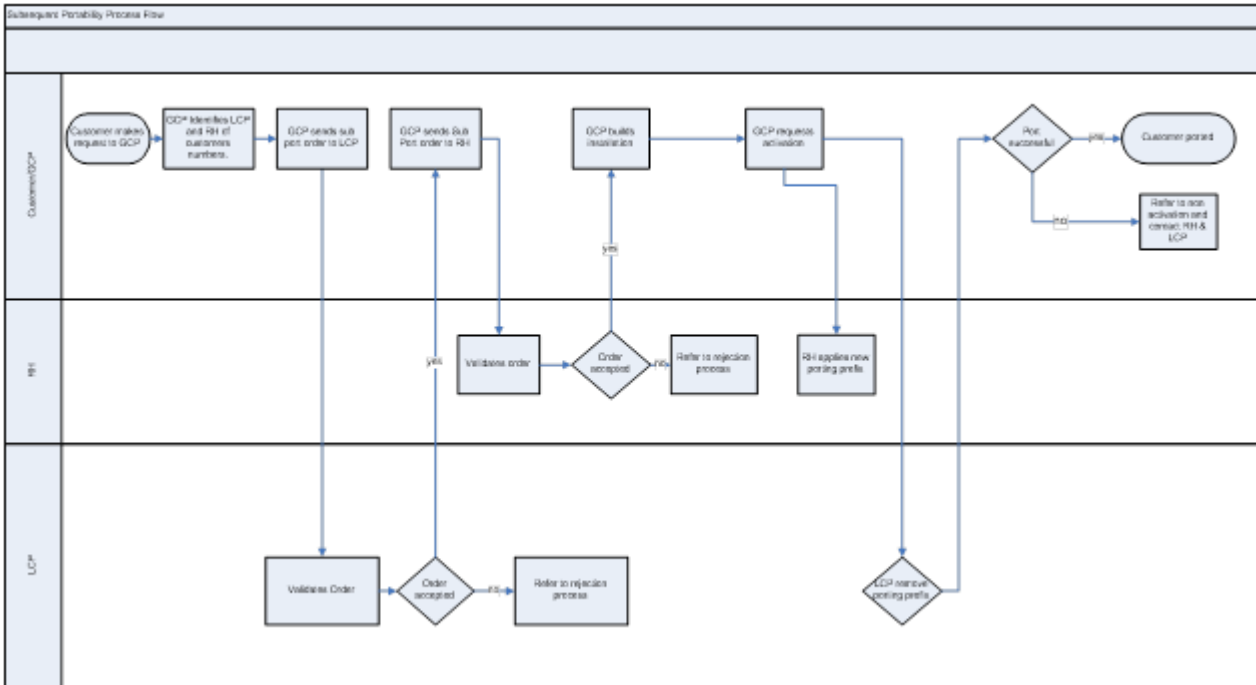 Subsequent Portability Process Flow
Customer/GCP
Customer makes
request to GCP
GCP Identifies LCP
and RH of
customers
numbers.
GCP sends sub
port order to LCP
GCP sends Sub
Port order to RH
GCP builds
installation
GCP requests
activation
Port
successful
yes
Customer ported
no
Refer to non
activation and
contact RH &
LCP
yes
RH
yes
Validates order
Order
accepted
no
Refer to rejection
process
RH applies new
porting prefix
LCP
Validates Order
Order
accepted
no
Refer to rejection
process
LCP remove
porting prefix